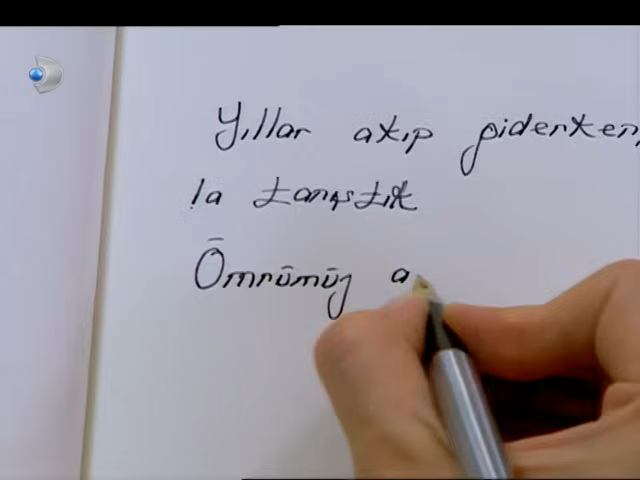 Yıllar akıp giderken,
la tanıştık
Ömrümüz a